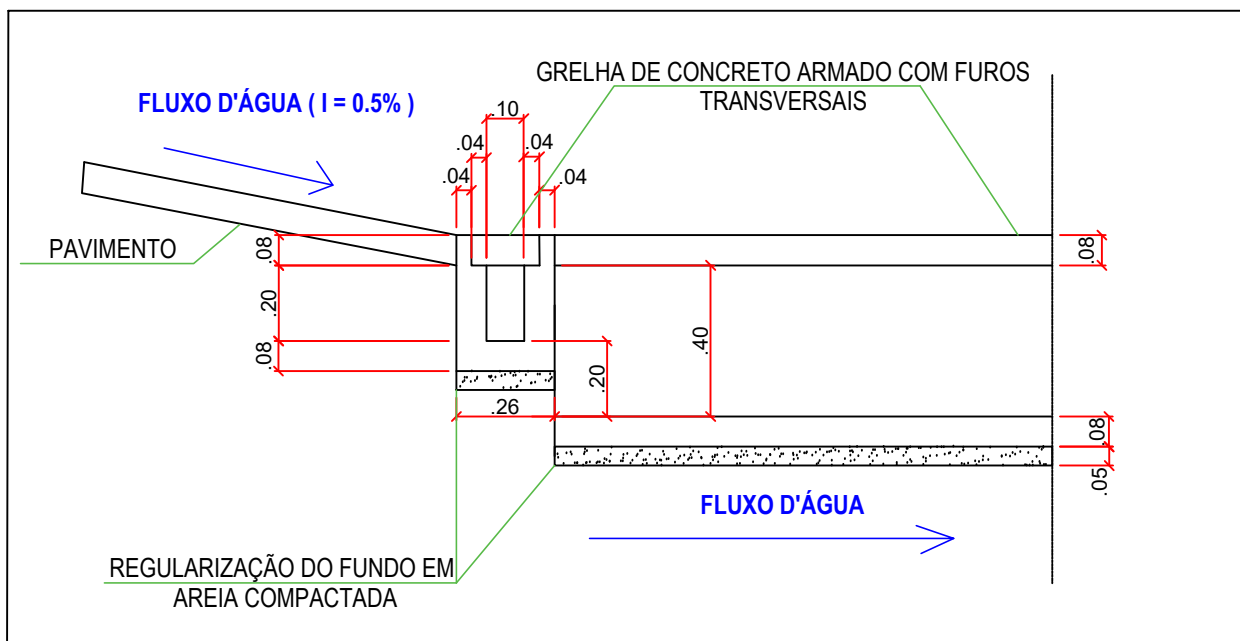 GRELHA DE CONCRETO ARMADO COM FUROS
TRANSVERSAIS
FLUXO D'ÁGUA ( I = 0.5% )
.10
.04
.04
.04
.04
PAVIMENTO
.08
.20
.08
.26
.20
.40
.08
.08
.05
FLUXO D'ÁGUA
REGULARIZAÇÃO DO FUNDO EM
AREIA COMPACTADA